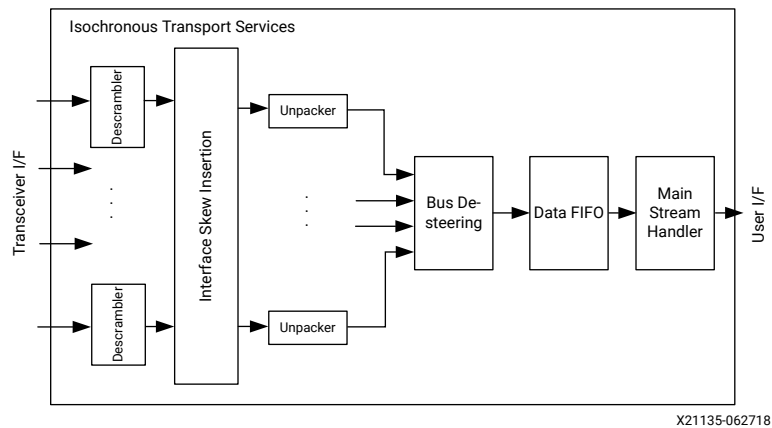 Isochronous Transport Services
Transceiver I/F
Descrambler
Descrambler
Interface Skew Insertion
Unpacker
Unpacker
Bus De-
steering
Data FIFO
Main
Stream
Handler
User I/F
X21135-062718